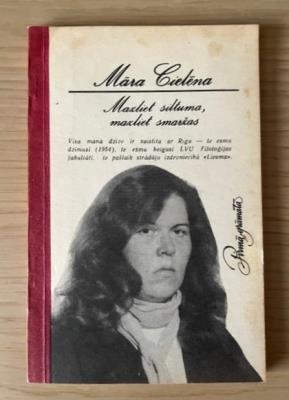 Māra Cielēna
Mazliet siltuma,
mazliet smaržas
Visa mana dzīve ir saistīta ar Rīgu — te esmu
dzimusi (1954), te esmu beigusi LVU Filoloģijas
fakultāti, te pašlaik strādāju izdevniecībā «Liesma».
Pirmā grāmata